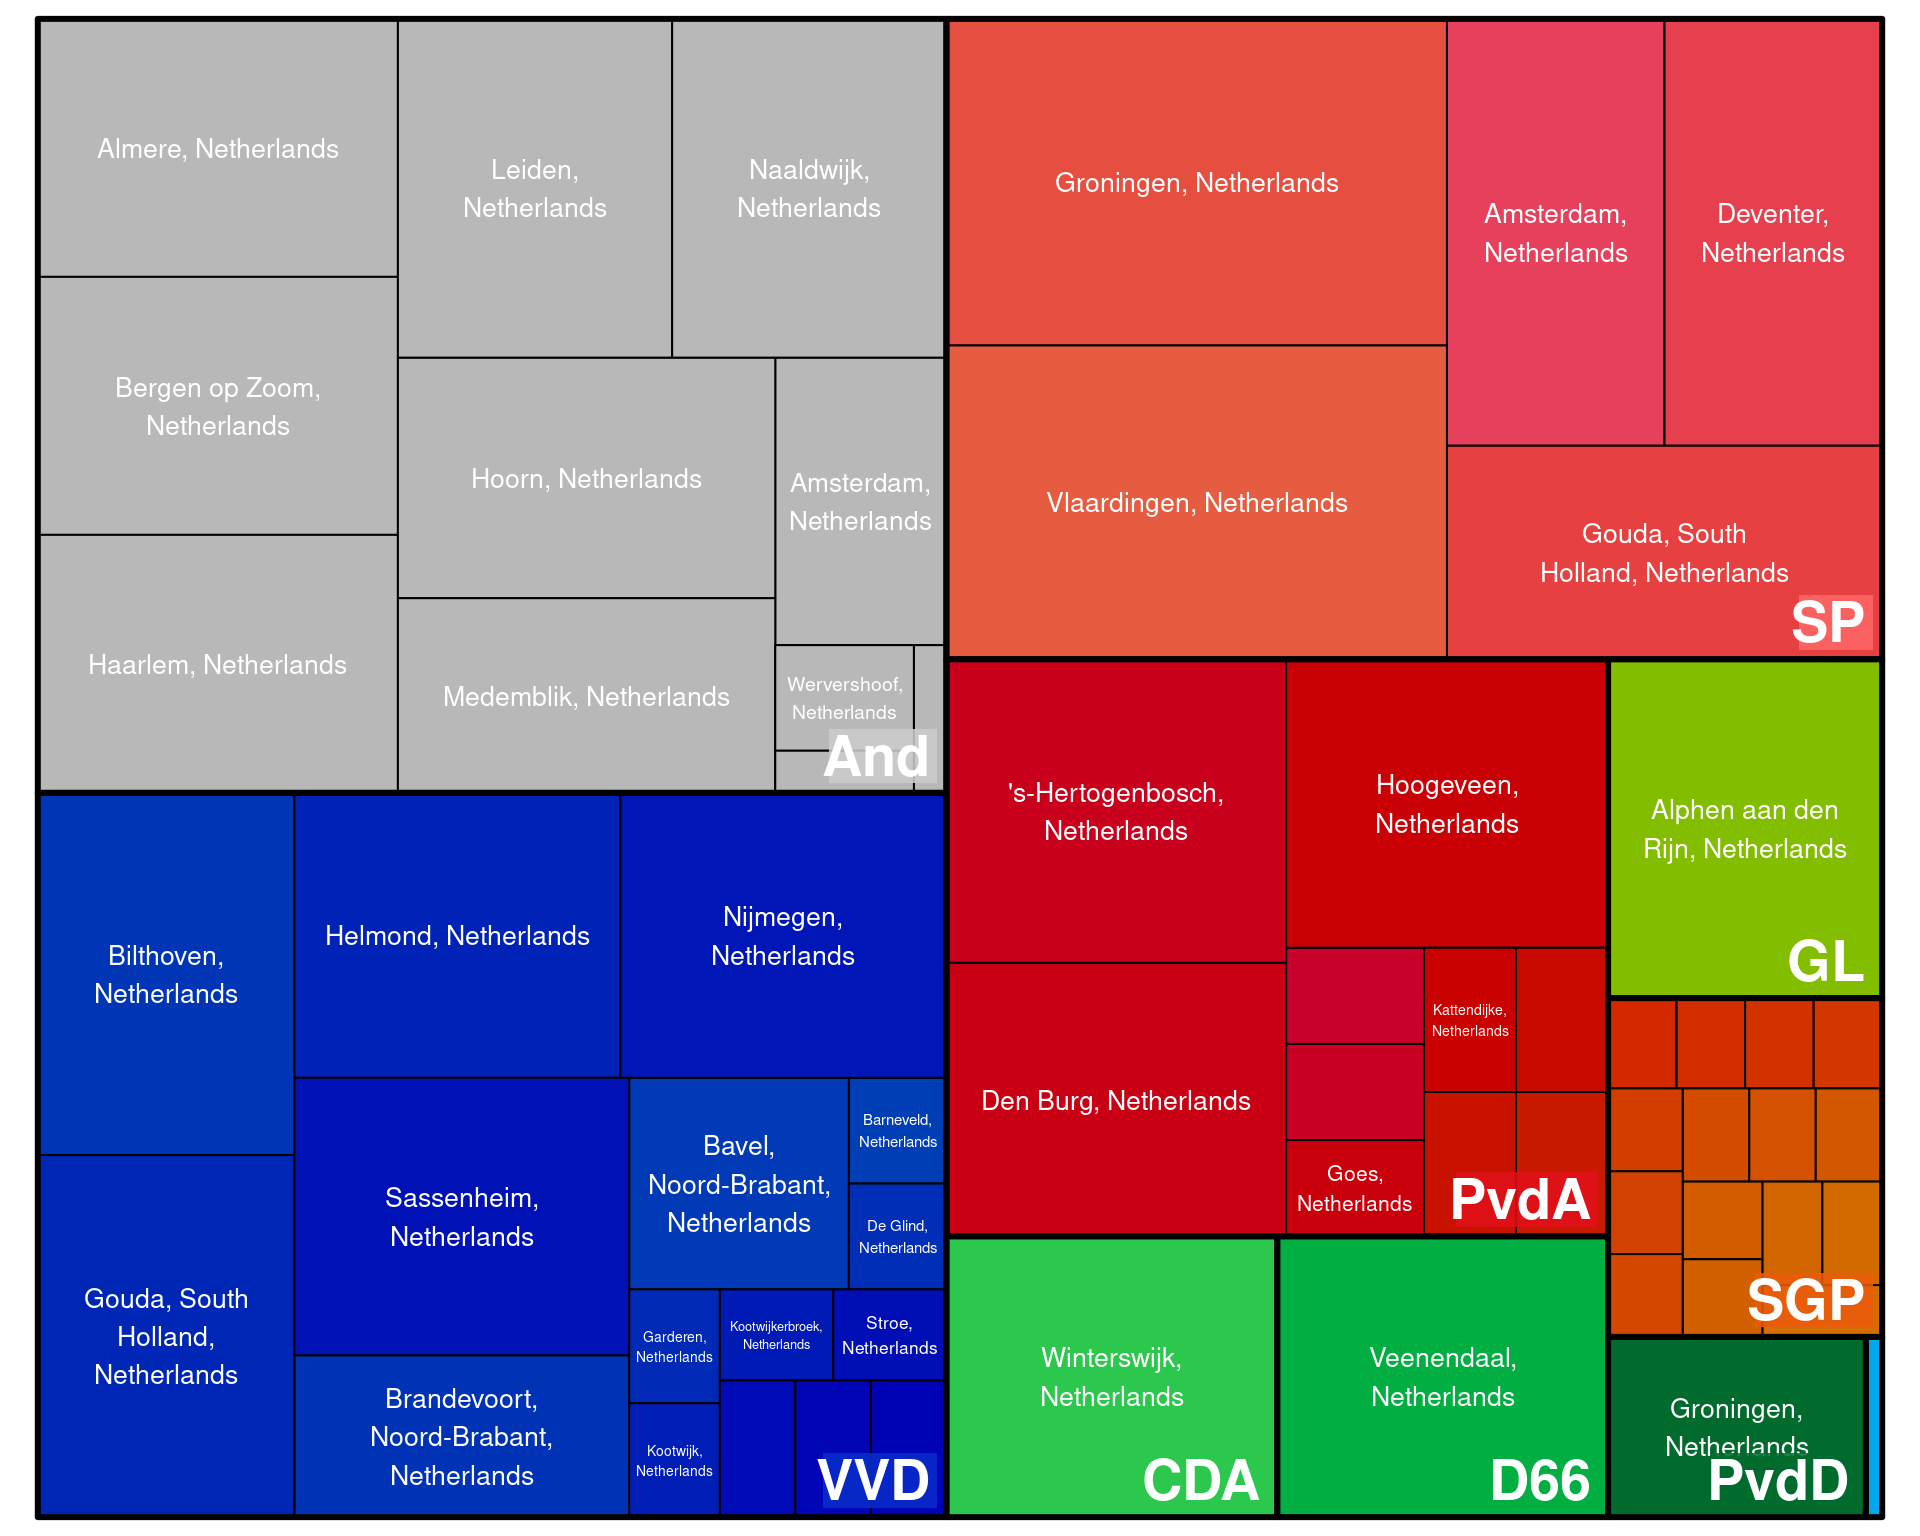 Almere, Netherlands
Leiden,
Netherlands
Naaldwijk,
Netherlands
Bergen op Zoom,
Netherlands
Hoorn, Netherlands
Amsterdam,
Netherlands
Haarlem, Netherlands
Medemblik, Netherlands
Wervershoof,
Netherlands
And
Groningen, Netherlands
Amsterdam,
Netherlands
Deventer,
Netherlands
Vlaardingen, Netherlands
Gouda, South
Holland, Netherlands
SP
Bilthoven,
Netherlands
Helmond, Netherlands
Nijmegen,
Netherlands
Gouda, South
Holland,
Netherlands
Sassenheim,
Netherlands
Bavel,
Noord-Brabant,
Netherlands
Barneveld,
Netherlands
De Glind,
Netherlands
Brandevoort,
Noord-Brabant,
Netherlands
Garderen,
Netherlands
Kootwijkerbroek,
Netherlands
Stroe,
Netherlands
Kootwijk,
Netherlands
VVD
's-Hertogenbosch,
Netherlands
Hoogeveen,
Netherlands
Den Burg, Netherlands
Kattendijke,
Netherlands
Goes,
Netherlands
PvdA
Alphen aan den
Rijn, Netherlands
GL
SGP
Winterswijk,
Netherlands
CDA
Veenendaal,
Netherlands
D66
Groningen,
Netherlands
PvdD